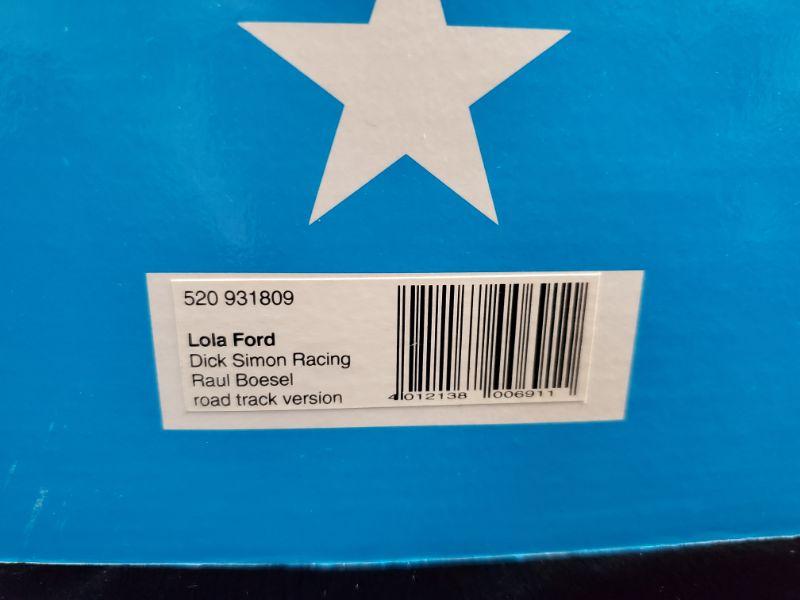 520 931809
Lola Ford
Dick Simon Racing
Raul Boesel
road track version
4 012138 006911